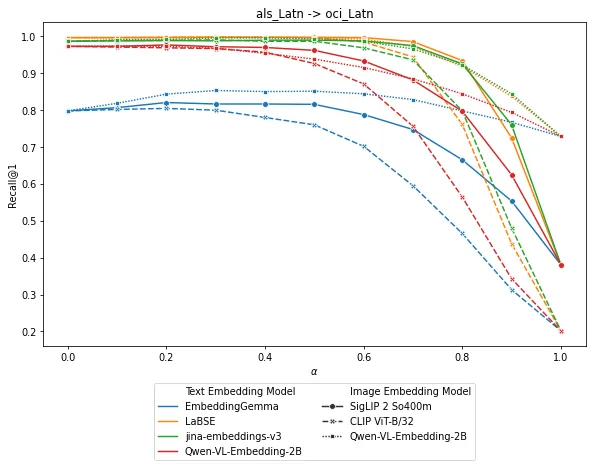 als_Latn -> oci_Latn
Recall@1
1.0
0.9
0.8
0.7
0.6
0.5
0.4
0.3
0.2
0.0 0.2 0.4 0.6 0.8 1.0
α
Text Embedding Model Image Embedding Model
EmbeddingGemma SigLIP 2 So400m
LaBSE CLIP ViT-B/32
jina-embeddings-v3 Qwen-VL-Embedding-2B
Qwen-VL-Embedding-2B